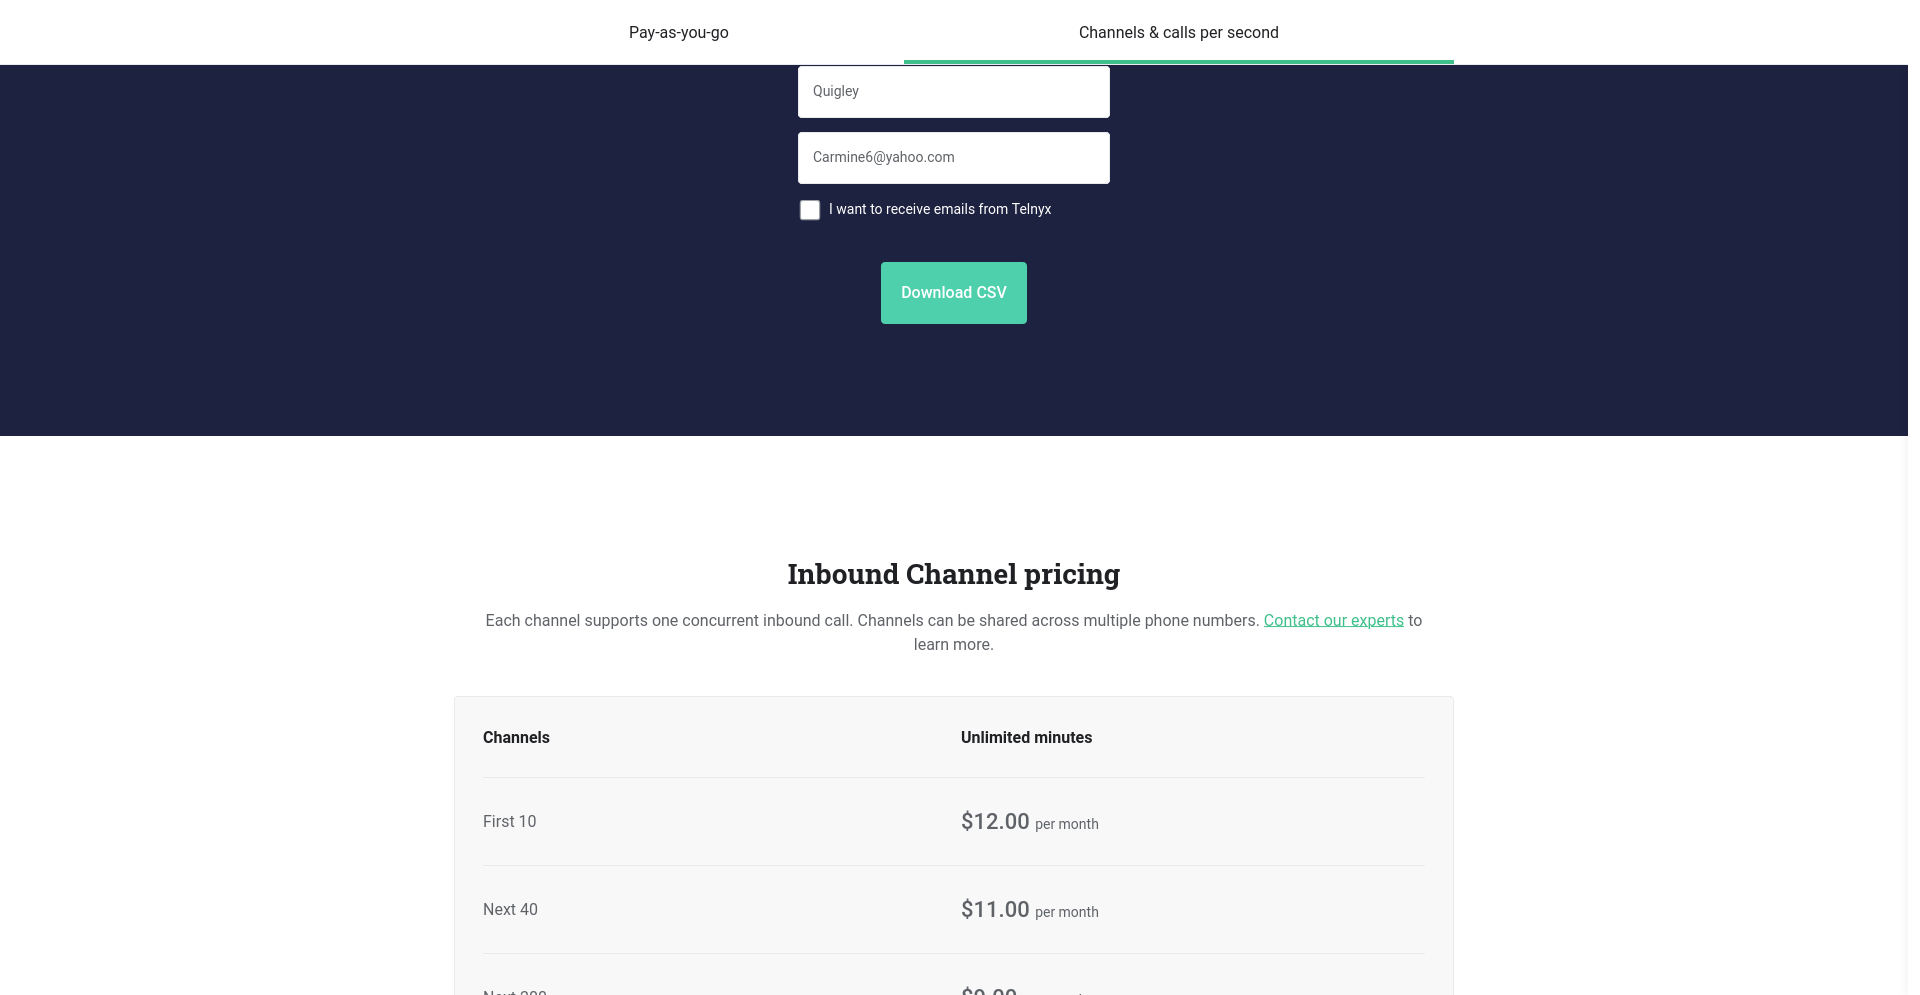 Pay-as-you-go
Channels & calls per second
Quigley
Carmine6@yahoo.com
I want to receive emails from Telnyx
Download CSV
Inbound Channel pricing
Each channel supports one concurrent inbound call. Channels can be shared across multiple phone numbers. Contact our experts to
learn more.
Channels
Unlimited minutes
First 10
$12.00 per month
Next 40
$11.00 per month